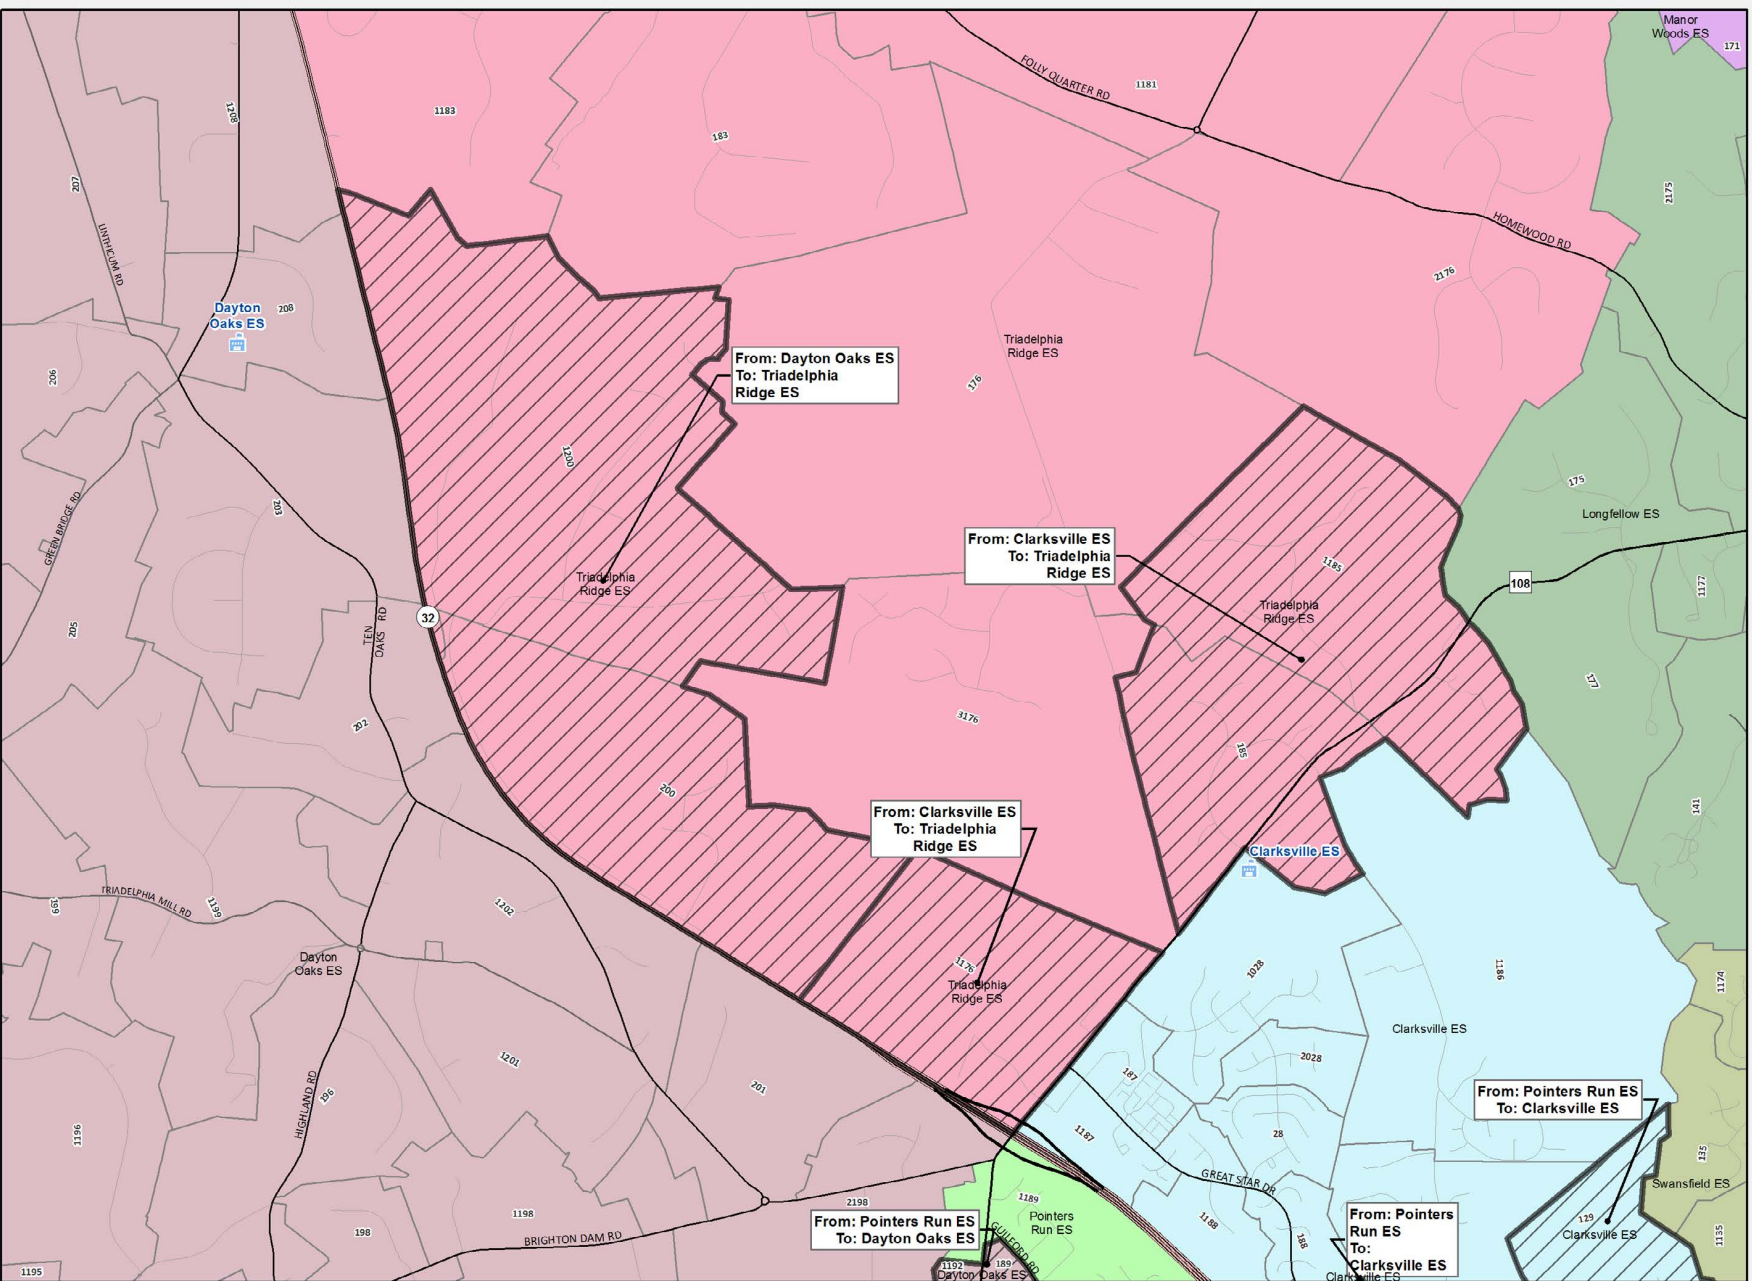 Manor
Woods ES
171
1208
1183
183
FOLLY QUARTER RD
1181
207
2175
LINTHICUM RD
HOMEWOOD RD
2176
Dayton
Oaks ES
208
Triadelphia
Ridge ES
206
176
From: Dayton Oaks ES
To: Triadelphia
Ridge ES
1200
203
175
Longfellow ES
GREEN BRIDGE RD
From: Clarksville ES
To: Triadelphia
Ridge ES
1185
108
1177
Triadelphia
Ridge ES
Triadelphia
Ridge ES
32
205
TEN
OAKS RD
177
202
3176
185
200
141
From: Clarksville ES
To: Triadelphia
Ridge ES
Clarksville ES
TRIADELPHIA MILL RD
199
1199
1202
Dayton
Oaks ES
1176
Triadelphia
Ridge ES
1028
1186
1174
Clarksville ES
2028
1201
187
201
196
HIGHLAND RD
From: Pointers Run ES
To: Clarksville ES
1196
1187
28
135
GREAT STAR DR
Swansfield ES
2198
1189
1198
Pointers
Run ES
From: Pointers Run ES
To: Dayton Oaks ES
GUILFORD RD
1188
188
From: Pointers
Run ES
To:
Clarksville ES
129
Clarksville ES
1135
198
BRIGHTON DAM RD
1192
189
Dayton Oaks ES
1195
Clarksville ES